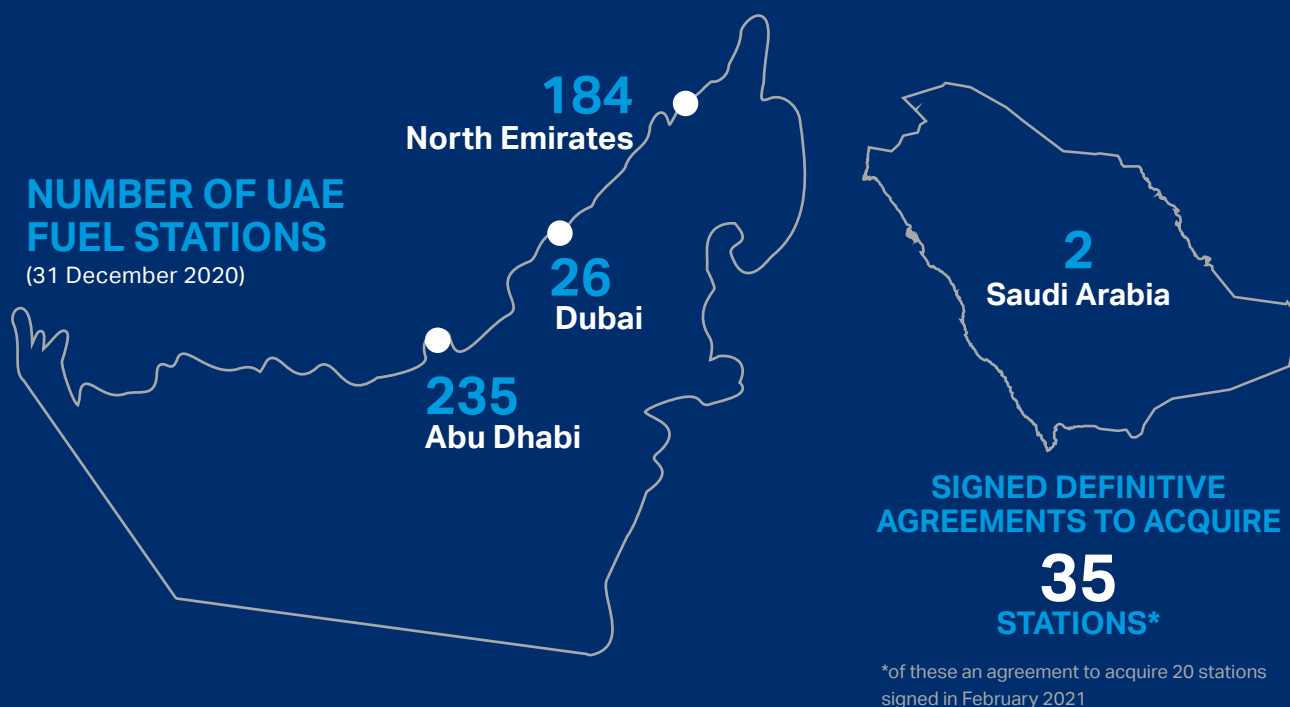 NUMBER OF UAE
FUEL STATIONS
(31 December 2020)
184
North Emirates
26
Dubai
235
Abu Dhabi
2
Saudi Arabia
SIGNED DEFINITIVE
AGREEMENTS TO ACQUIRE
35
STATIONS*
*of these an agreement to acquire 20 stations
signed in February 2021